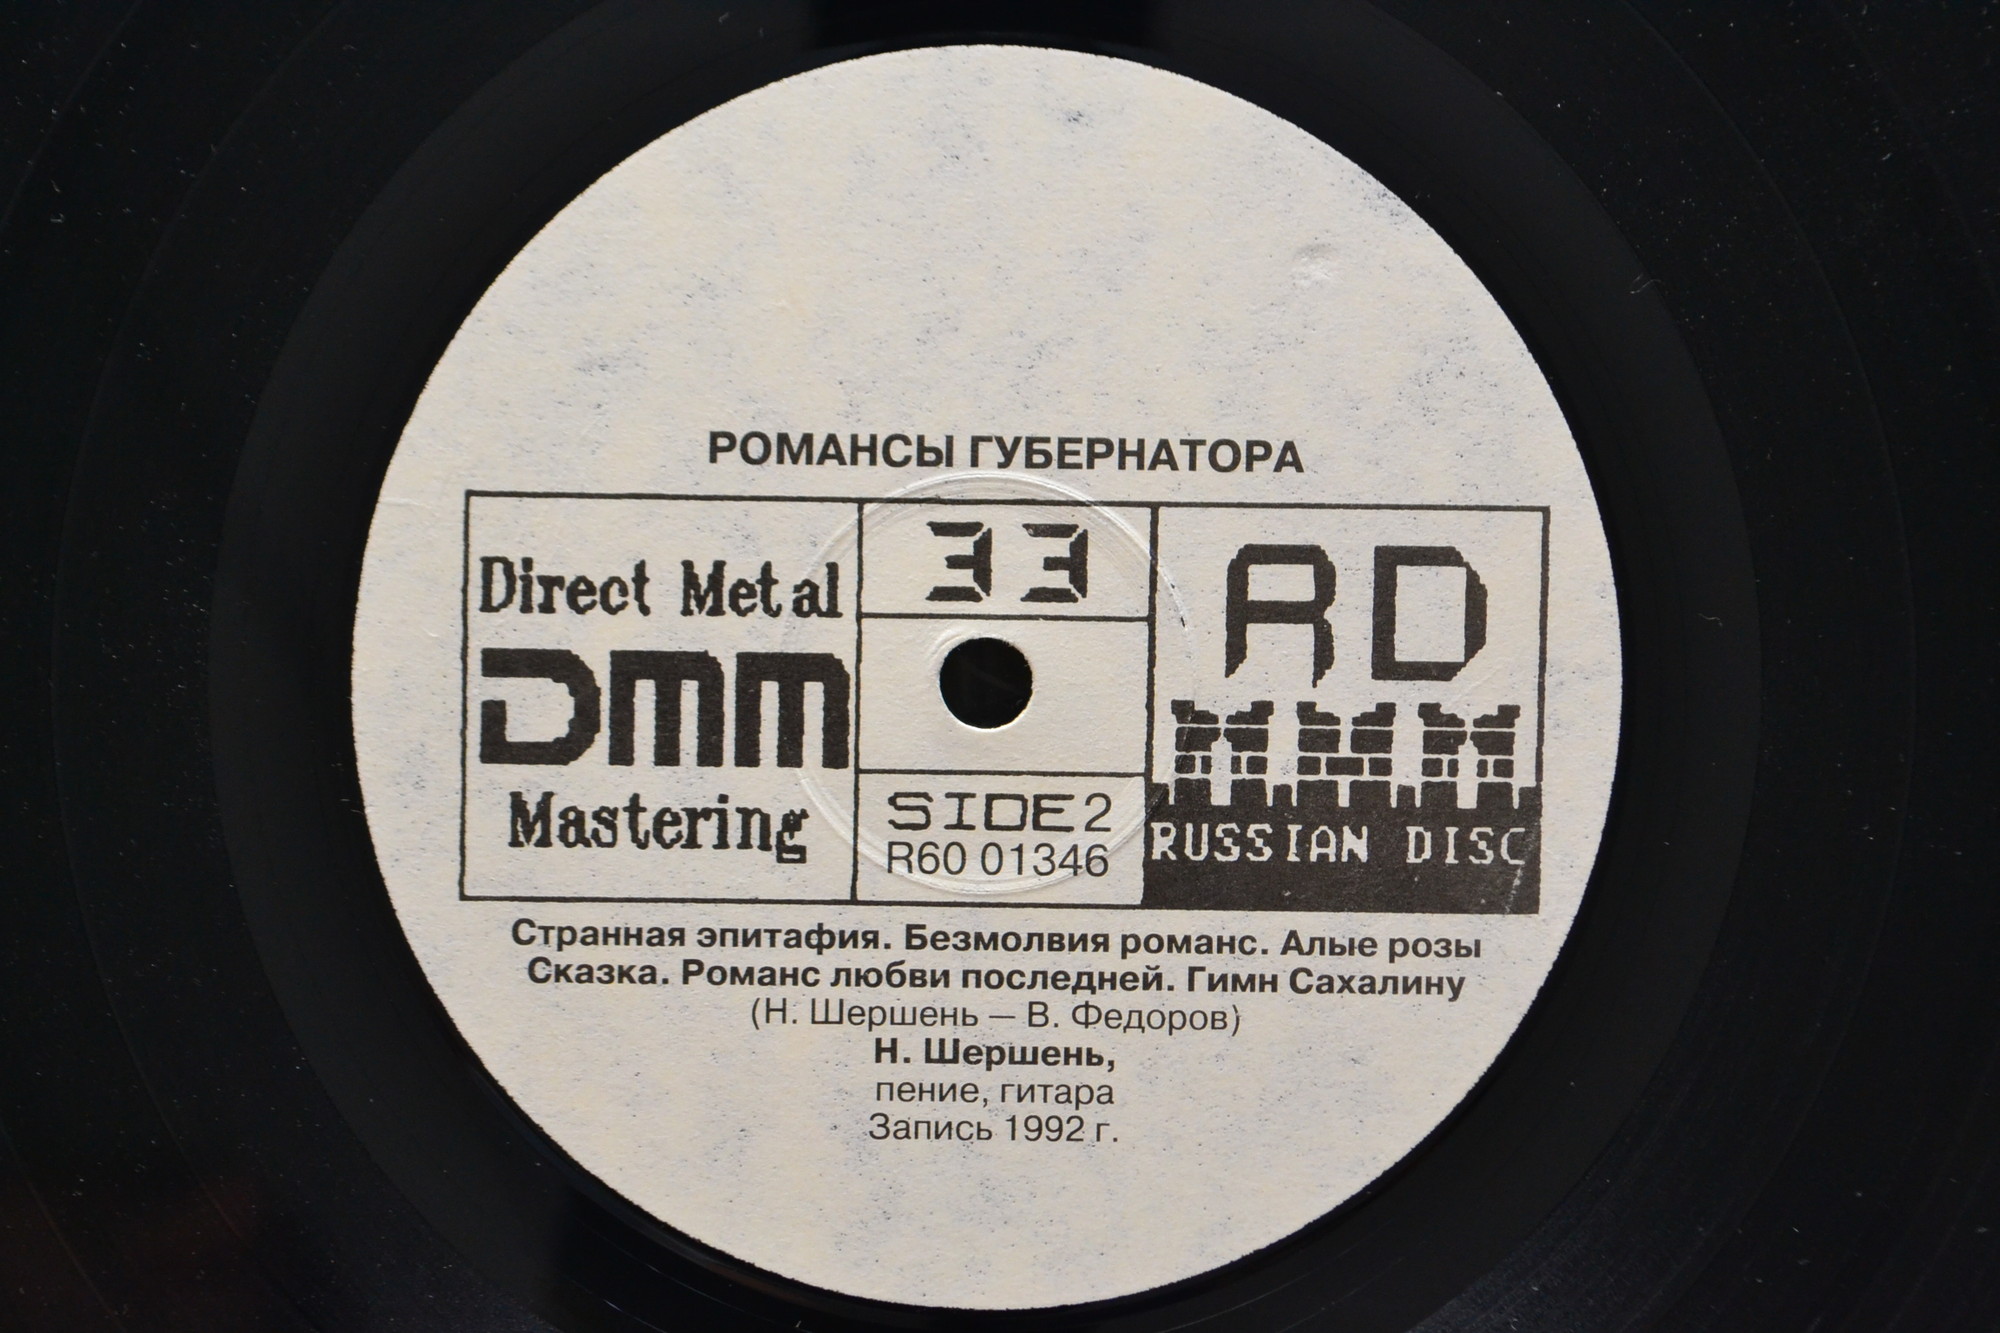 РОМАНСЫ ГУБЕРНАТОРА
Direct Metal
DMM
Mastering
33
SIDE 2
R60 01346
RD
RUSSIAN DISC
Странная эпитафия. Безмолвия романс. Алые розы
Сказка. Романс любви последней. Гимн Сахалину
(Н. Шершень – В. Федоров)
Н. Шершень,
пение, гитара
Запись 1992 г.